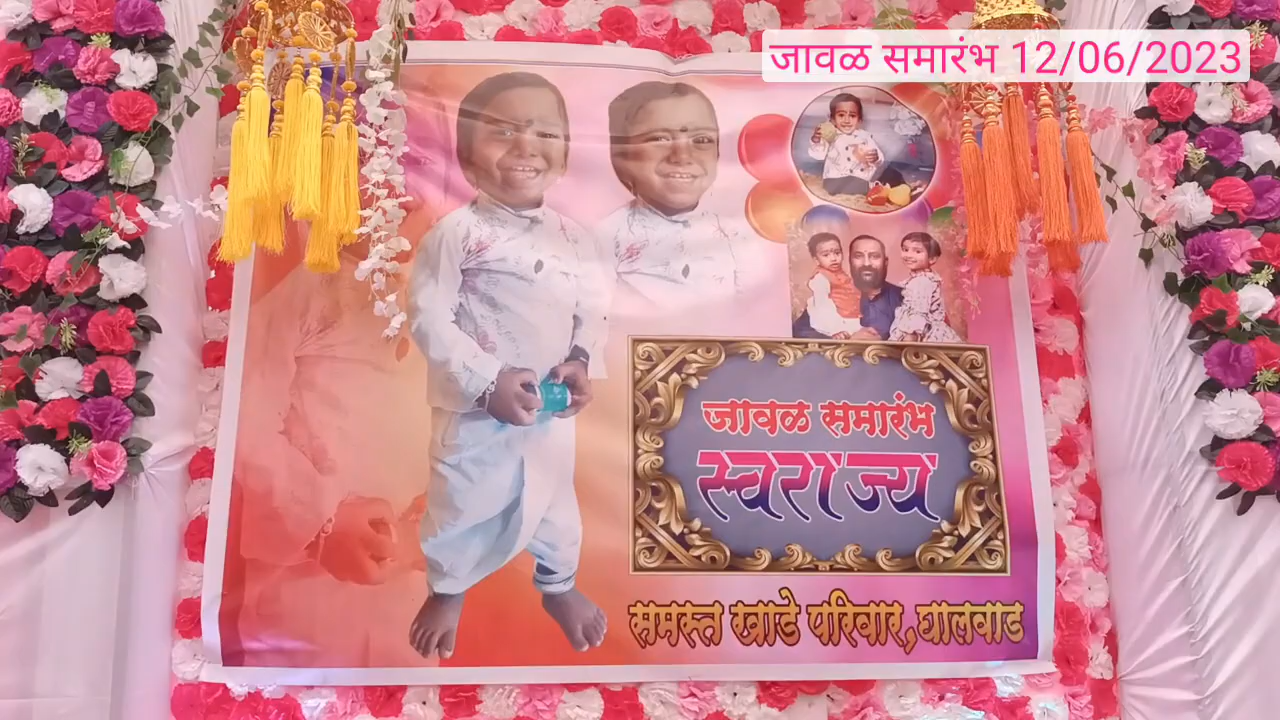 जावळ समारंभ 12/06/2023
जावळ समारंभ
स्वराज्य
समस्त खाडे परिवार,घालवाड